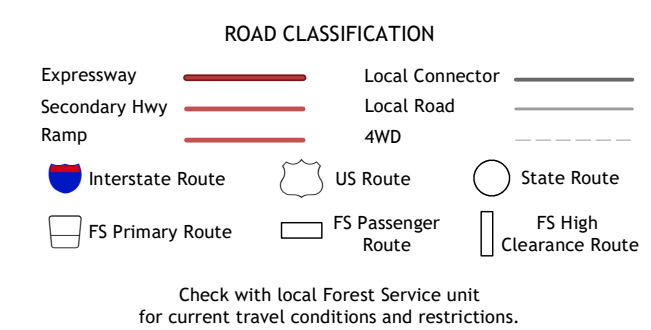 ROAD CLASSIFICATION
Expressway
Local Connector
Secondary Hwy
Local Road
Ramp
4WD
Interstate Route
US Route
State Route
FS Primary Route
FS Passenger
Route
FS High
Clearance Route
Check with local Forest Service unit
for current travel conditions and restrictions.